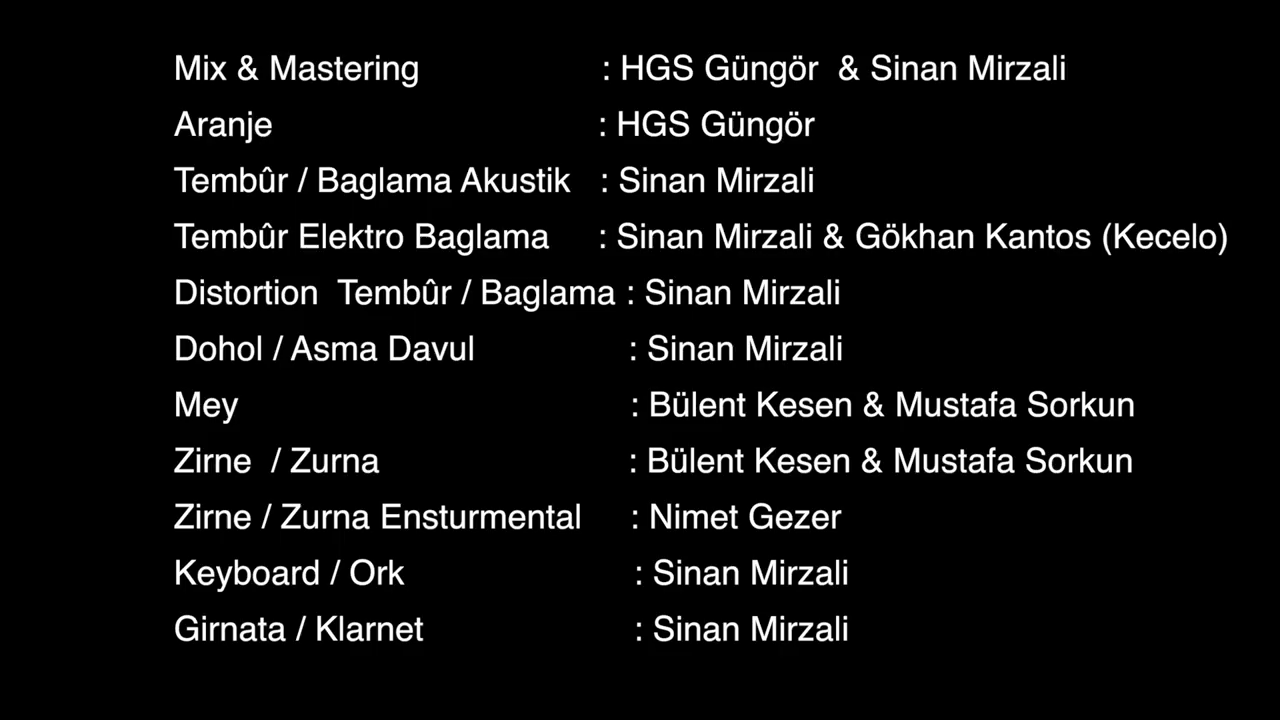 Mix & Mastering : HGS Güngör & Sinan Mirzali
Aranje : HGS Güngör
Tembûr / Baglama Akustik : Sinan Mirzali
Tembûr Elektro Baglama : Sinan Mirzali & Gökhan Kantos (Kecelo)
Distortion Tembûr / Baglama : Sinan Mirzali
Dohol / Asma Davul : Sinan Mirzali
Mey : Bülent Kesen & Mustafa Sorkun
Zirne / Zurna : Bülent Kesen & Mustafa Sorkun
Zirne / Zurna Ensturmental : Nimet Gezer
Keyboard / Ork : Sinan Mirzali
Girnata / Klarnet : Sinan Mirzali